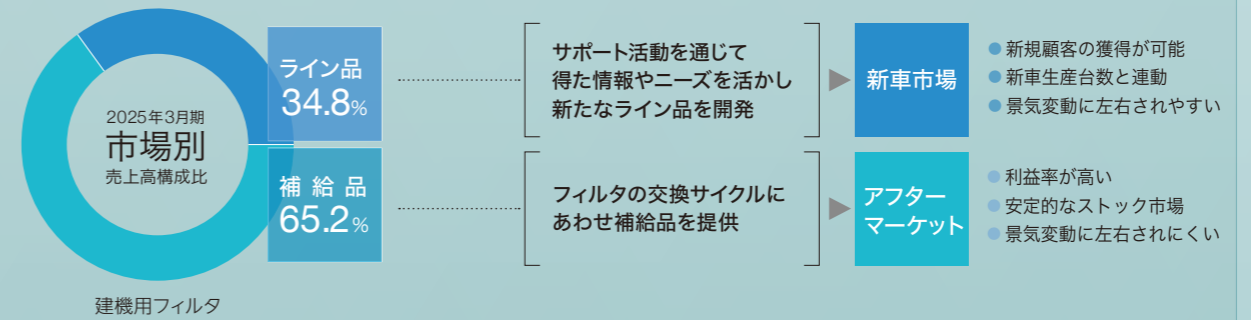 2025年3月期
市場別
売上高構成比
建機用フィルタ
ライン品
34.8%
サポート活動を通じて
得た情報やニーズを活かし
新たなライン品を開発
新車市場
● 新規顧客の獲得が可能
● 新車生産台数と連動
● 景気変動に左右されやすい
補給品
65.2%
フィルタの交換サイクルに
あわせ補給品を提供
アフター
マーケット
● 利益率が高い
● 安定的なストック市場
● 景気変動に左右されにくい